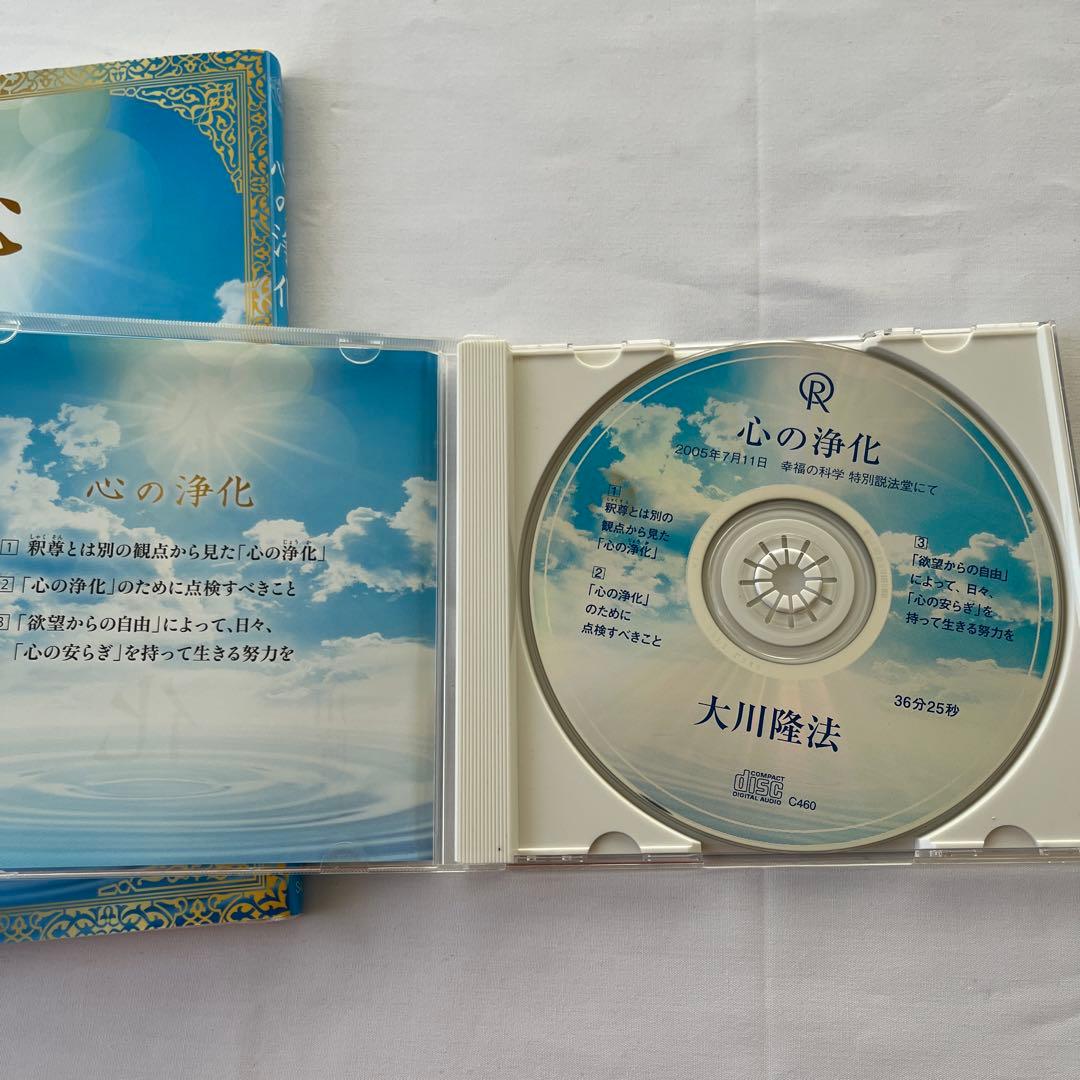 心の浄イ
心の浄化
1 釈尊とは別の観点から見た「心の浄化」
2 「心の浄化」のために点検すべきこと
3 「欲望からの自由」によって、日々、
「心の安らぎ」を持って生きる努力を
R
心の浄化
2005年7月11日 幸福の科学 特別説法堂にて
1
釈尊とは別の
観点から見た
「心の浄化」
2
「心の浄化」
のために
点検すべきこと
3
「欲望からの自由」
によって、日々、
「心の安らぎ」を
持って生きる努力を
36分25秒
大川隆法
COMPACT
disc
DIGITAL AUDIO
C460